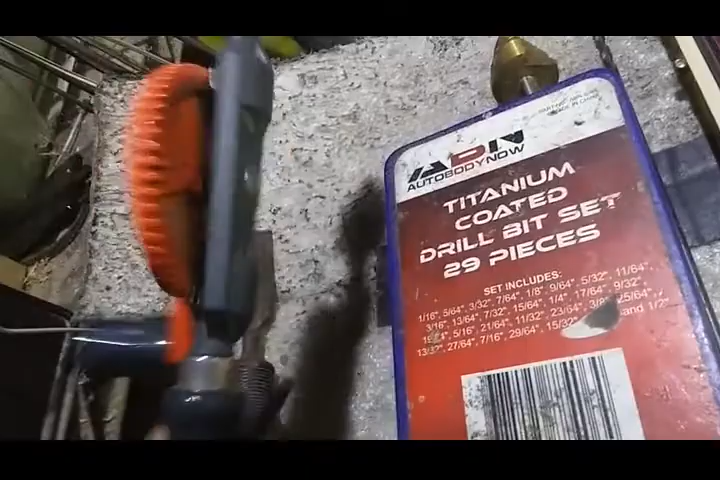 ABN
AUTOBODYNOW
TITANIUM
COATED
DRILL BIT SET
29 PIECES
SET INCLUDES:
1/16, 5/64, 3/32, 7/64, 1/8, 9/64, 5/32, 11/64
3/16, 13/64, 7/32, 15/64, 1/4, 17/64, 9/32,
5/16, 21/64, 11/32, 23/64, 3/8, 25/64,
13/32, 27/64, 7/16, 29/64, and 1/2